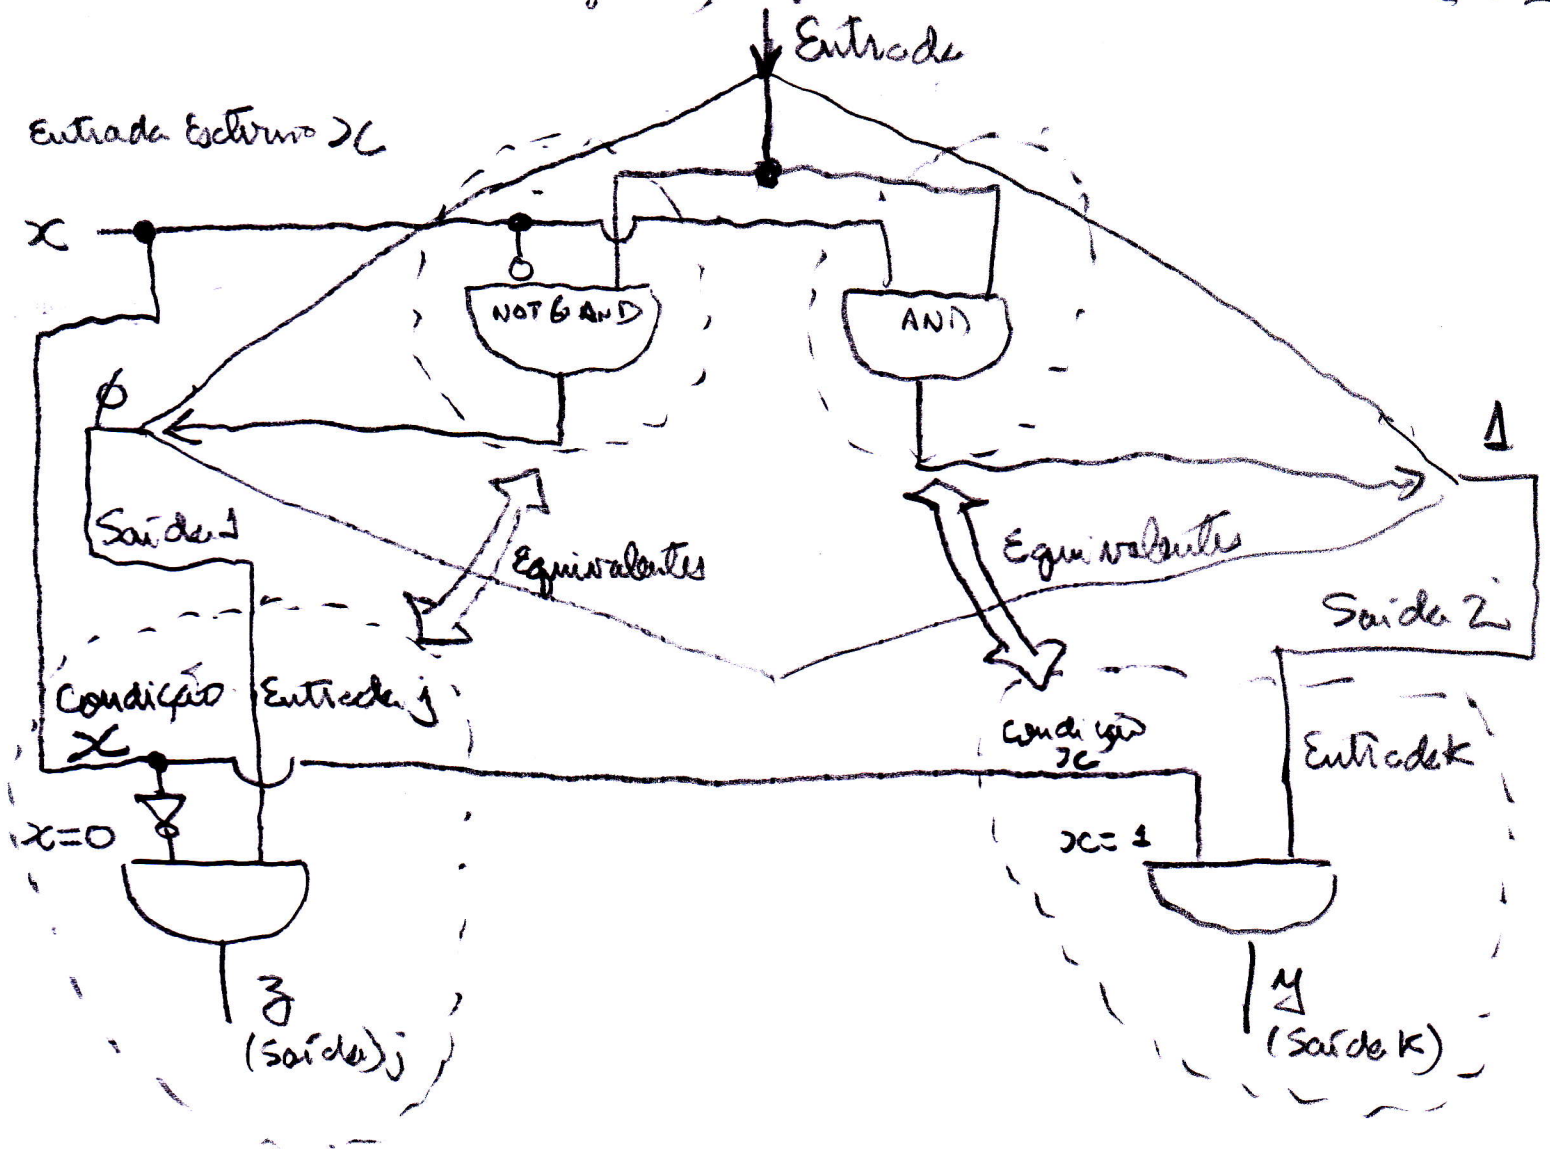 Entrada
Entrada Externo x
x
NOT & AND
AND
ϕ
1
Saída 1
Equivalentes
Equivalentes
Saída 2
Condição
Entrada j
x
Condição
x
Entrada k
x=0
x=1
z
(Saída) j
y
(Saída k)